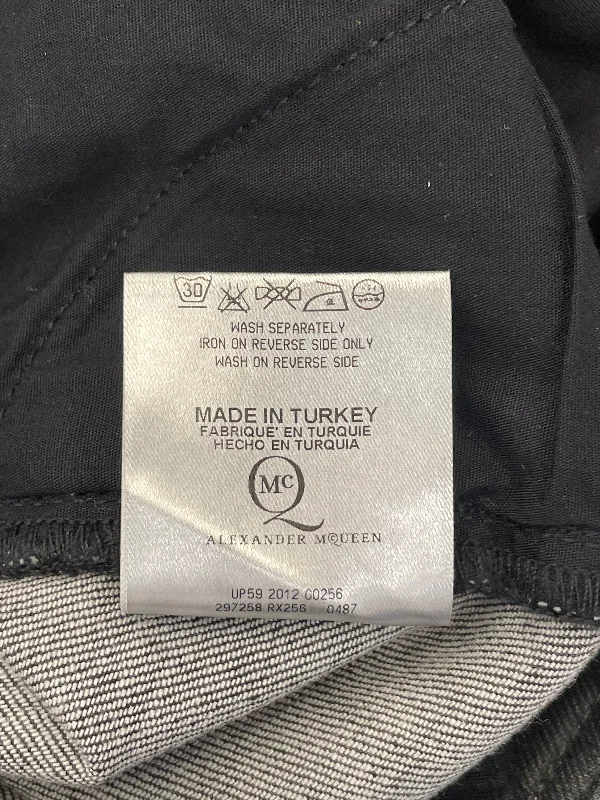 30
WASH SEPARATELY
IRON ON REVERSE SIDE ONLY
WASH ON REVERSE SIDE
MADE IN TURKEY
FABRIQUE' EN TURQUIE
HECHO EN TURQUIA
McQ
ALEXANDER McQUEEN
UP59 2012 C0256
297258 RX256 0487